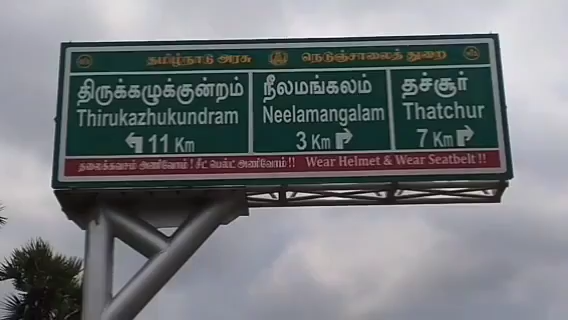 தமிழ்நாடு அரசு நெடுஞ்சாலைத் துறை
திருக்கழுக்குன்றம்
Thirukazhukundram
11 Km
நீலமங்கலம்
Neelamangalam
3 Km
தச்சூர்
Thatchur
7 Km
தலைக்கவசம் அணிவோம் ! சீட் பெல்ட் அணிவோம் !! Wear Helmet & Wear Seatbelt !!